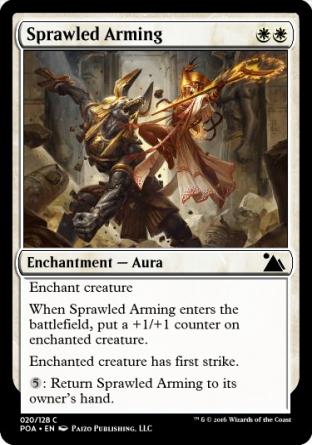 Sprawled Arming
Enchantment — Aura
Enchant creature
When Sprawled Arming enters the
battlefield, put a +1/+1 counter on
enchanted creature.
Enchanted creature has first strike.
5: Return Sprawled Arming to its
owner's hand.
020/128 C
POA • EN Paizo Publishing, LLC
™ & © 2016 Wizards of the Coast